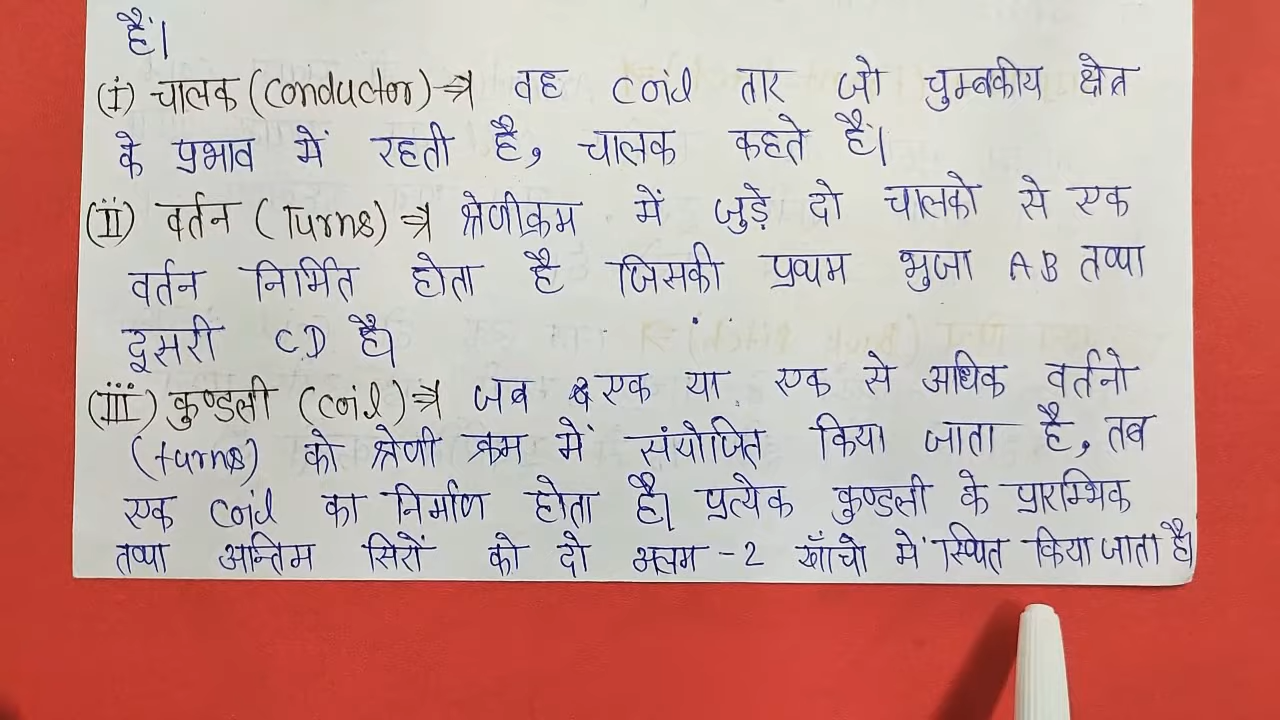 हैं।
(i) चालक (Conductor) ⇒ वह Coil तार जो चुम्बकीय क्षेत्र
के प्रभाव में रहती है, चालक कहते हैं।
(ii) वर्तन (Turns) ⇒ श्रेणीक्रम में जुड़े दो चालको से एक
वर्तन निर्मित होता है जिसकी प्रथम भुजा AB तथा
दूसरी CD है।
(iii) कुण्डली (Coil) ⇒ जब एक या एक से अधिक वर्तनो
(turns) को श्रेणी क्रम में संयोजित किया जाता है, तब
एक Coil का निर्माण होता है। प्रत्येक कुण्डली के प्रारम्भिक
तथा अन्तिम सिरों को दो अलग-2 खाँचो में स्थित किया जाता है।